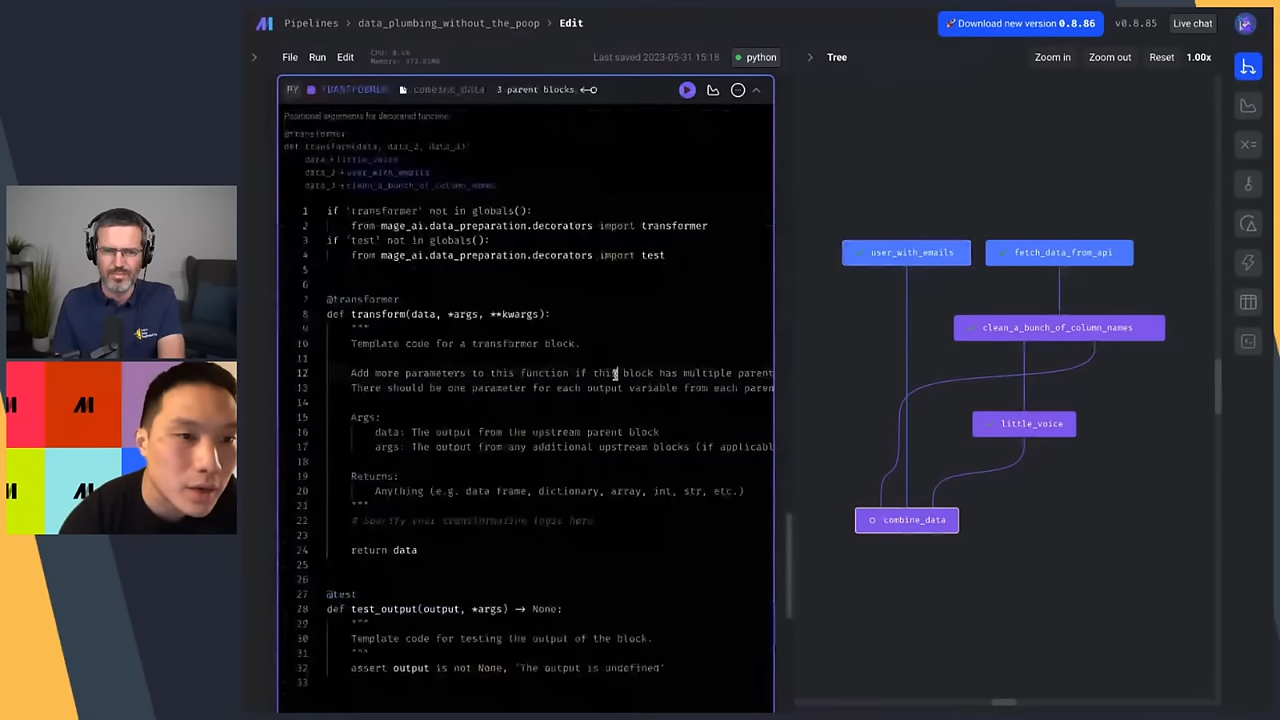 Pipelines > data_plumbing_without_the_poop > Edit
Download new version 0.8.86
v0.8.85
Live chat
File Run Edit
CPU: 0.4%
Memory: 373.81MB
Last saved 2023-05-31 15:18
python
Tree
Zoom in
Zoom out
Reset
1.00x
PY TRANSFORMER combine_data 3 parent blocks
Positional arguments for decorated function:
@transformer
def transform(data, data_2, data_3):
data → little_voice
data_2 → user_with_emails
data_3 → clean_a_bunch_of_column_names
1 if 'transformer' not in globals():
2 from mage_ai.data_preparation.decorators import transformer
3 if 'test' not in globals():
4 from mage_ai.data_preparation.decorators import test
5
6
7 @transformer
8 def transform(data, *args, **kwargs):
9 """
10 Template code for a transformer block.
11
12 Add more parameters to this function if this block has multiple parent
13 There should be one parameter for each output variable from each paren
14
15 Args:
16 data: The output from the upstream parent block
17 args: The output from any additional upstream blocks (if applicabl
18
19 Returns:
20 Anything (e.g. data frame, dictionary, array, int, str, etc.)
21 """
22 # Specify your transformation logic here
23
24 return data
25
26
27 @test
28 def test_output(output, *args) → None:
29 """
30 Template code for testing the output of the block.
31 """
32 assert output is not None, 'The output is undefined'
33
user_with_emails
fetch_data_from_api
clean_a_bunch_of_column_names
little_voice
combine_data